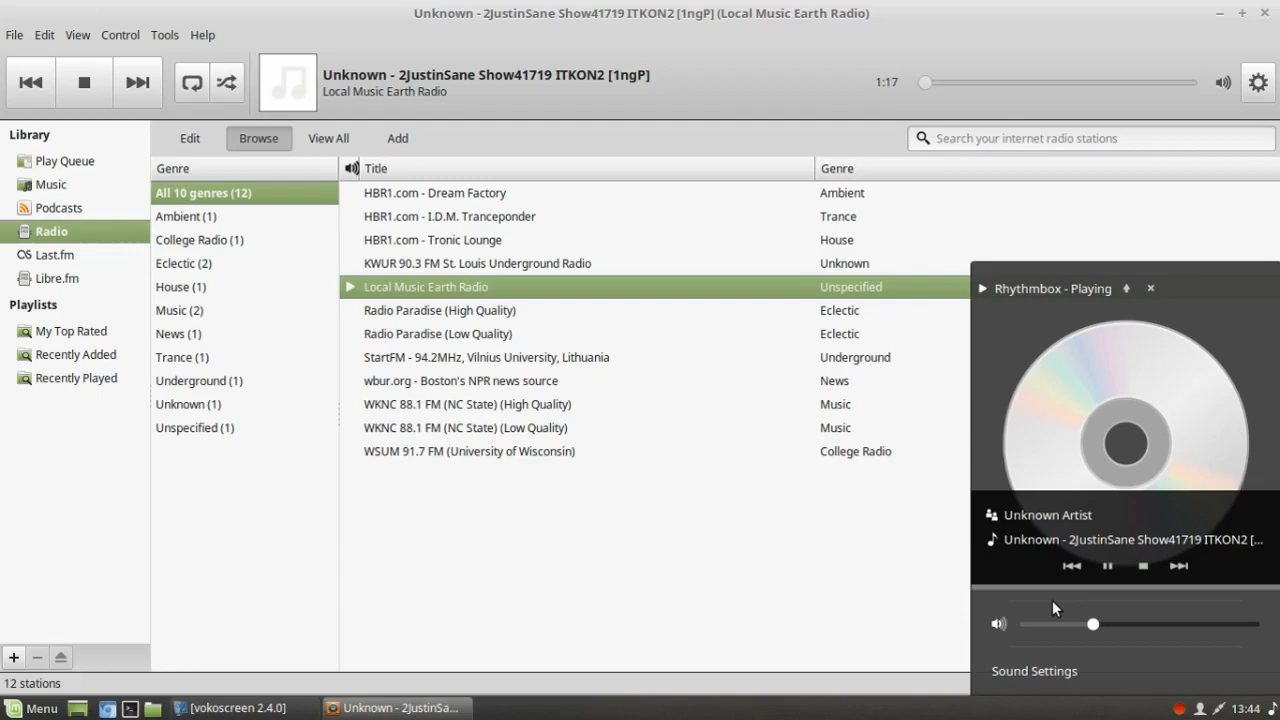 Unknown - 2JustinSane Show41719 ITKON2 [1ngP] (Local Music Earth Radio)
File Edit View Control Tools Help
Unknown - 2JustinSane Show41719 ITKON2 [1ngP]
Local Music Earth Radio
1:17
Library
Play Queue
Music
Podcasts
Radio
Last.fm
Libre.fm
Playlists
My Top Rated
Recently Added
Recently Played
Edit Browse View All Add
Search your internet radio stations
Genre
All 10 genres (12)
Ambient (1)
College Radio (1)
Eclectic (2)
House (1)
Music (2)
News (1)
Trance (1)
Underground (1)
Unknown (1)
Unspecified (1)
Title Genre
HBR1.com - Dream Factory Ambient
HBR1.com - I.D.M. Tranceponder Trance
HBR1.com - Tronic Lounge House
KWUR 90.3 FM St. Louis Underground Radio Unknown
Local Music Earth Radio Unspecified
Radio Paradise (High Quality) Eclectic
Radio Paradise (Low Quality) Eclectic
StartFM - 94.2MHz, Vilnius University, Lithuania Underground
wbur.org - Boston's NPR news source News
WKNC 88.1 FM (NC State) (High Quality) Music
WKNC 88.1 FM (NC State) (Low Quality) Music
WSUM 91.7 FM (University of Wisconsin) College Radio
Rhythmbox - Playing
Unknown Artist
Unknown - 2JustinSane Show41719 ITKON2 [...
Sound Settings
12 stations
Menu [vokoscreen 2.4.0] Unknown - 2JustinSa... 13:44